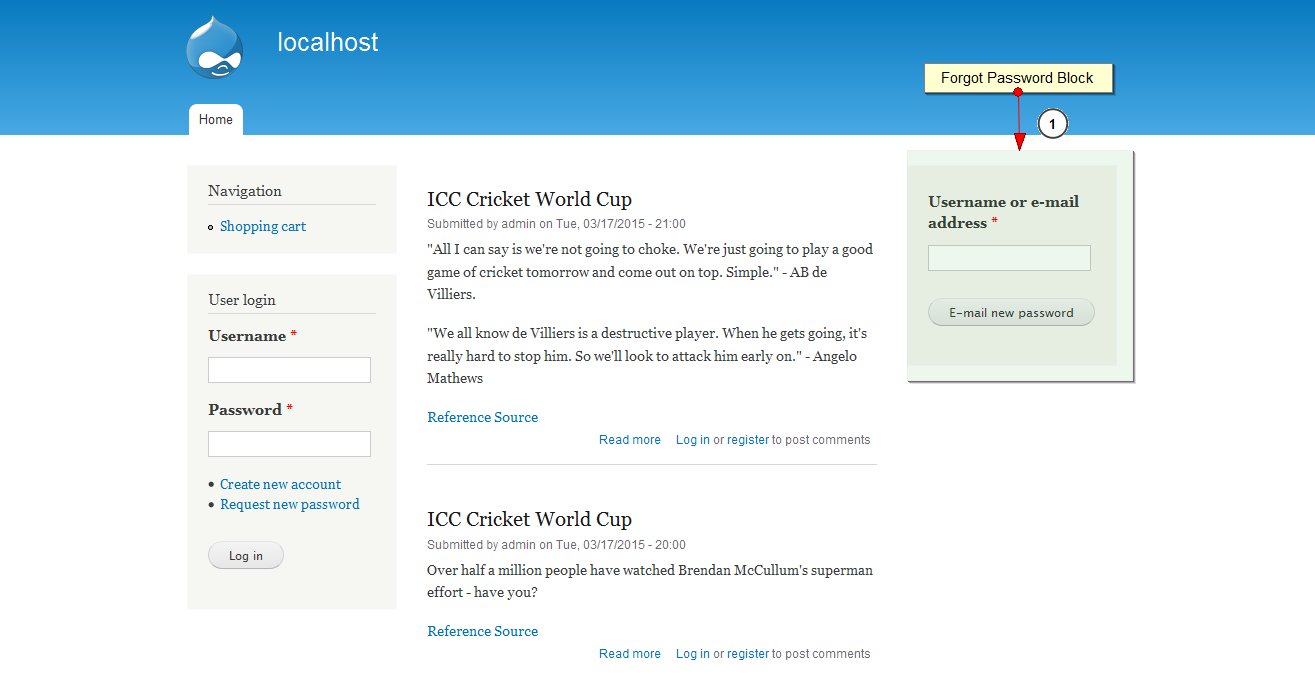 localhost
Forgot Password Block
1
Home
Navigation
Shopping cart
User login
Username *
Password *
Create new account
Request new password
Log in
ICC Cricket World Cup
Submitted by admin on Tue, 03/17/2015 - 21:00
"All I can say is we're not going to choke. We're just going to play a good
game of cricket tomorrow and come out on top. Simple." - AB de
Villiers.
"We all know de Villiers is a destructive player. When he gets going, it's
really hard to stop him. So we'll look to attack him early on." - Angelo
Mathews
Reference Source
Read more Log in or register to post comments
ICC Cricket World Cup
Submitted by admin on Tue, 03/17/2015 - 20:00
Over half a million people have watched Brendan McCullum's superman
effort - have you?
Reference Source
Read more Log in or register to post comments
Username or e-mail
address *
E-mail new password